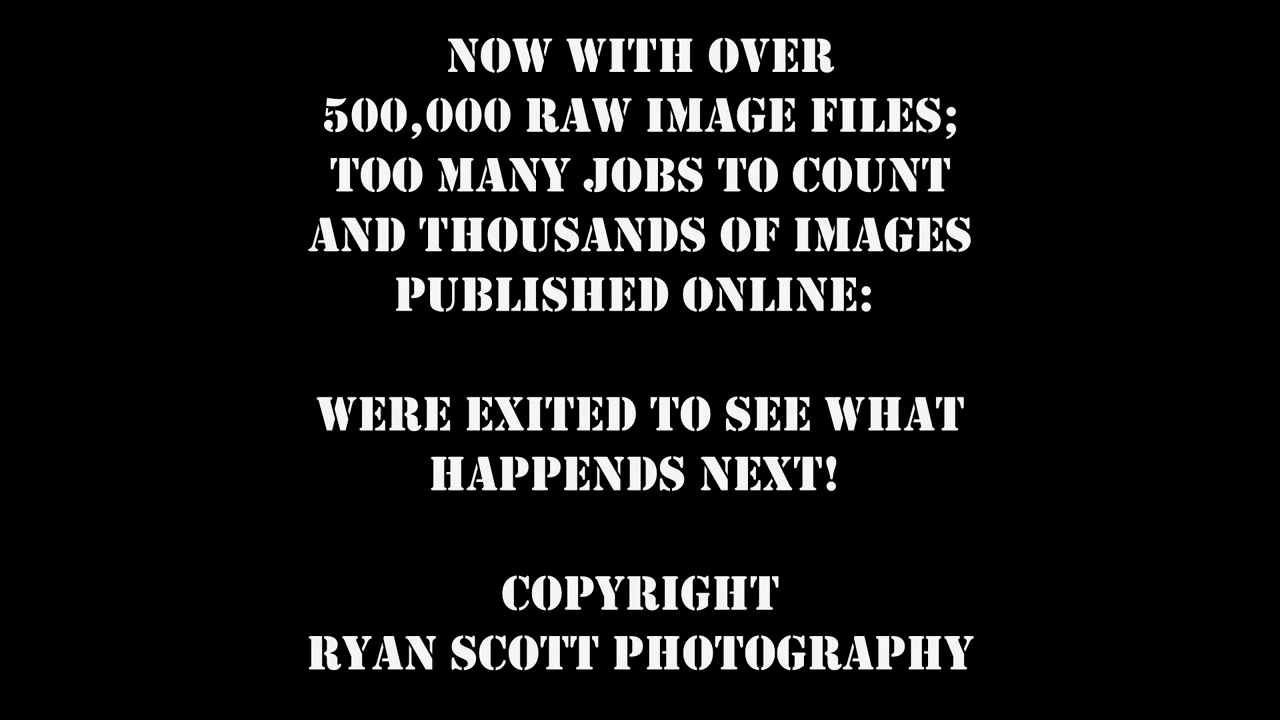 NOW WITH OVER
500,000 RAW IMAGE FILES;
TOO MANY JOBS TO COUNT
AND THOUSANDS OF IMAGES
PUBLISHED ONLINE:
WERE EXITED TO SEE WHAT
HAPPENDS NEXT!
COPYRIGHT
RYAN SCOTT PHOTOGRAPHY